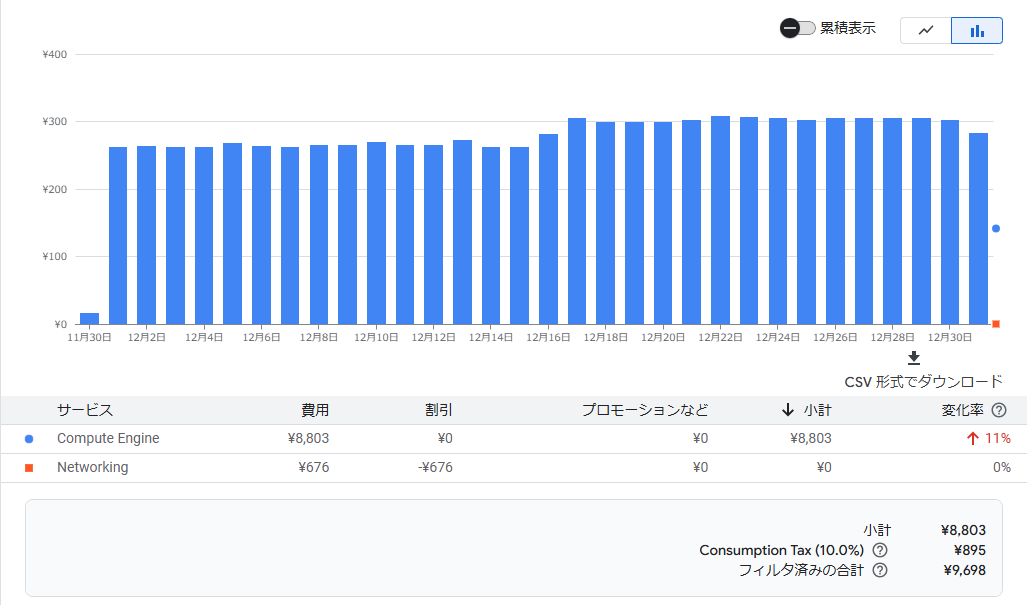 累積表示
¥400
¥300
¥200
¥100
¥0
11月30日 12月2日 12月4日 12月6日 12月8日 12月10日 12月12日 12月14日 12月16日 12月18日 12月20日 12月22日 12月24日 12月26日 12月28日 12月30日
CSV 形式でダウンロード
サービス 費用 割引 プロモーションなど ↓ 小計 変化率 ?
Compute Engine ¥8,803 ¥0 ¥0 ¥8,803 ↑ 11%
Networking ¥676 -¥676 ¥0 ¥0 0%
小計 ¥8,803
Consumption Tax (10.0%) ? ¥895
フィルタ済みの合計 ? ¥9,698